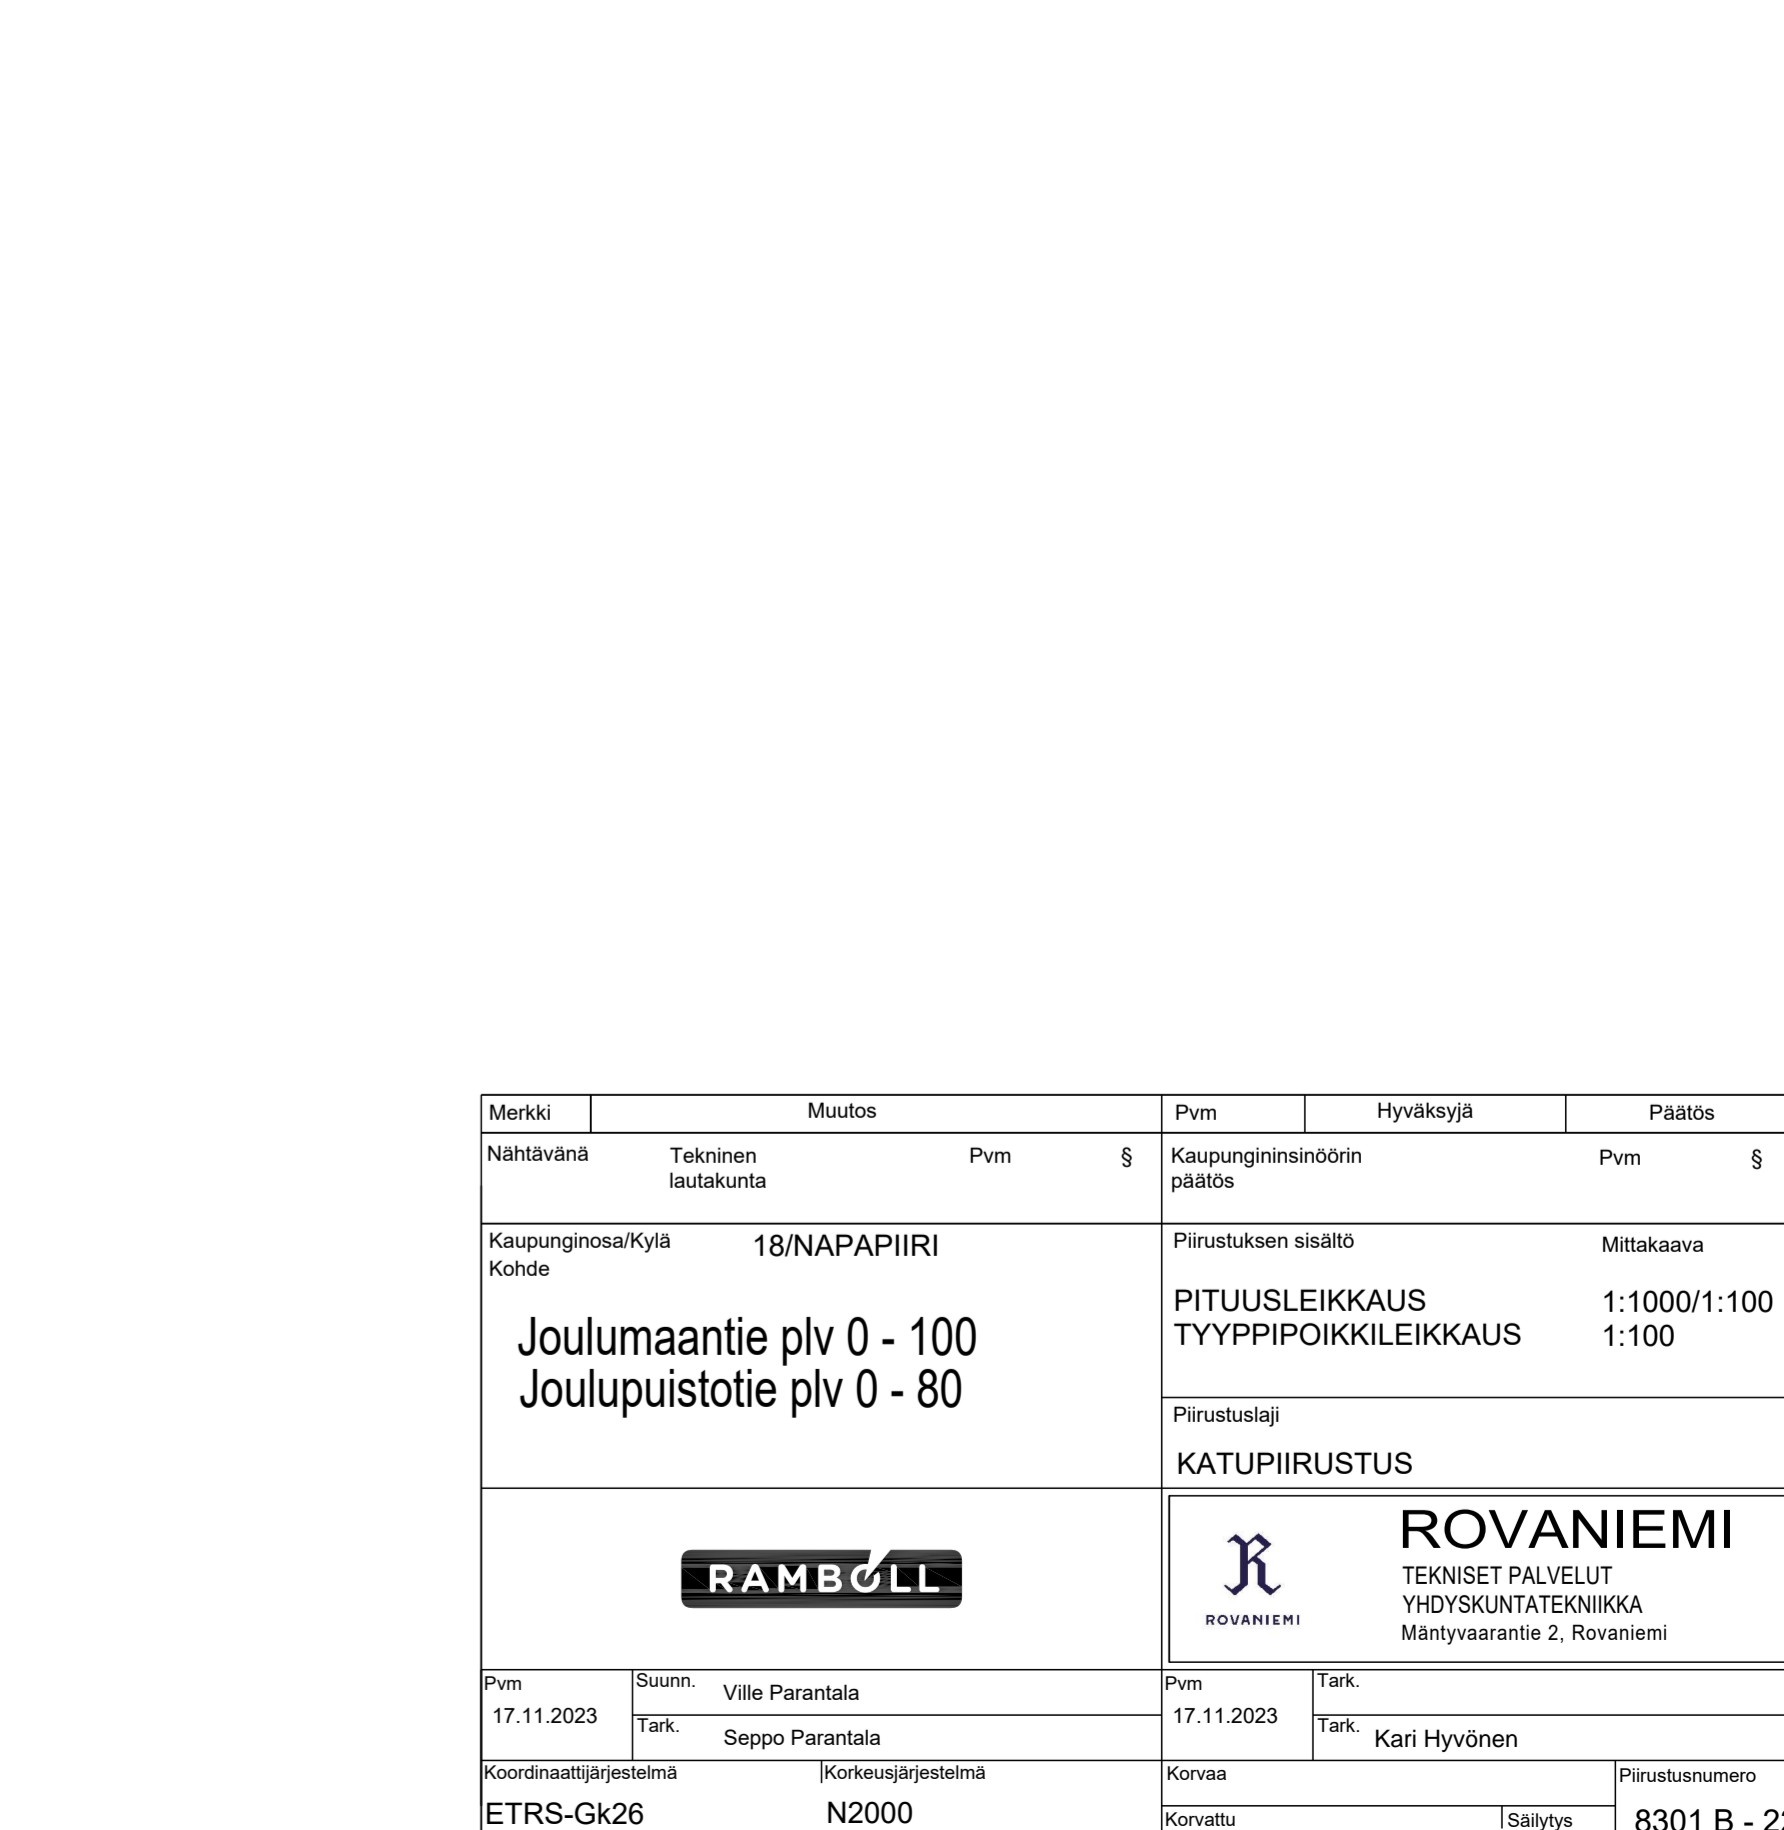 Merkki Muutos Pvm Hyväksyjä Päätös
Nähtävänä Tekninen Pvm § Kaupungininsinöörin Pvm §
lautakunta päätös
Kaupunginosa/Kylä 18/NAPAPIIRI Piirustuksen sisältö Mittakaava
Kohde
PITUUSLEIKKAUS 1:1000/1:100
Joulumaantie plv 0 - 100 TYYPPIPOIKKILEIKKAUS 1:100
Joulupuistotie plv 0 - 80
Piirustuslaji
KATUPIIRUSTUS
ROVANIEMI
RAMBOLL TEKNISET PALVELUT
YHDYSKUNTATEKNIIKKA
ROVANIEMI Mäntyvaarantie 2, Rovaniemi
Pvm Suunn. Ville Parantala Pvm Tark.
17.11.2023 17.11.2023
Tark. Seppo Parantala Tark. Kari Hyvönen
Koordinaattijärjestelmä Korkeusjärjestelmä Korvaa Piirustusnumero
ETRS-Gk26 N2000 Korvattu Säilytys 8301 B -